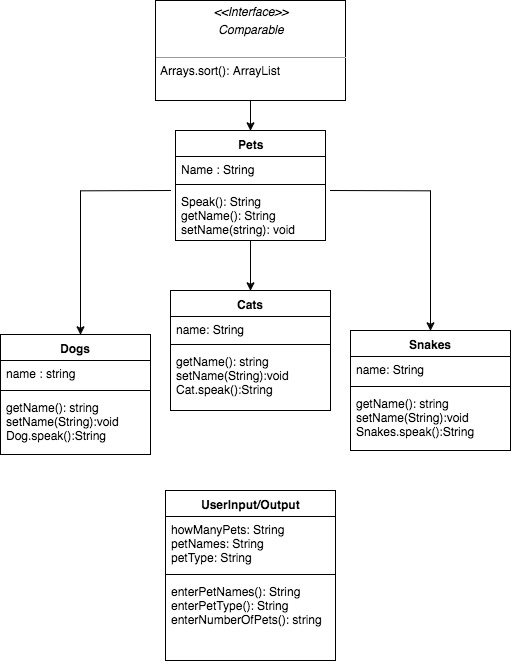 <<Interface>>
Comparable
Arrays.sort(): ArrayList
Pets
Name : String
Speak(): String
getName(): String
setName(string): void
Dogs
name : string
getName(): string
setName(String):void
Dog.speak():String
Cats
name: String
getName(): string
setName(String):void
Cat.speak():String
Snakes
name: String
getName(): string
setName(String):void
Snakes.speak():String
UserInput/Output
howManyPets: String
petNames: String
petType: String
enterPetNames(): String
enterPetType(): String
enterNumberOfPets(): string